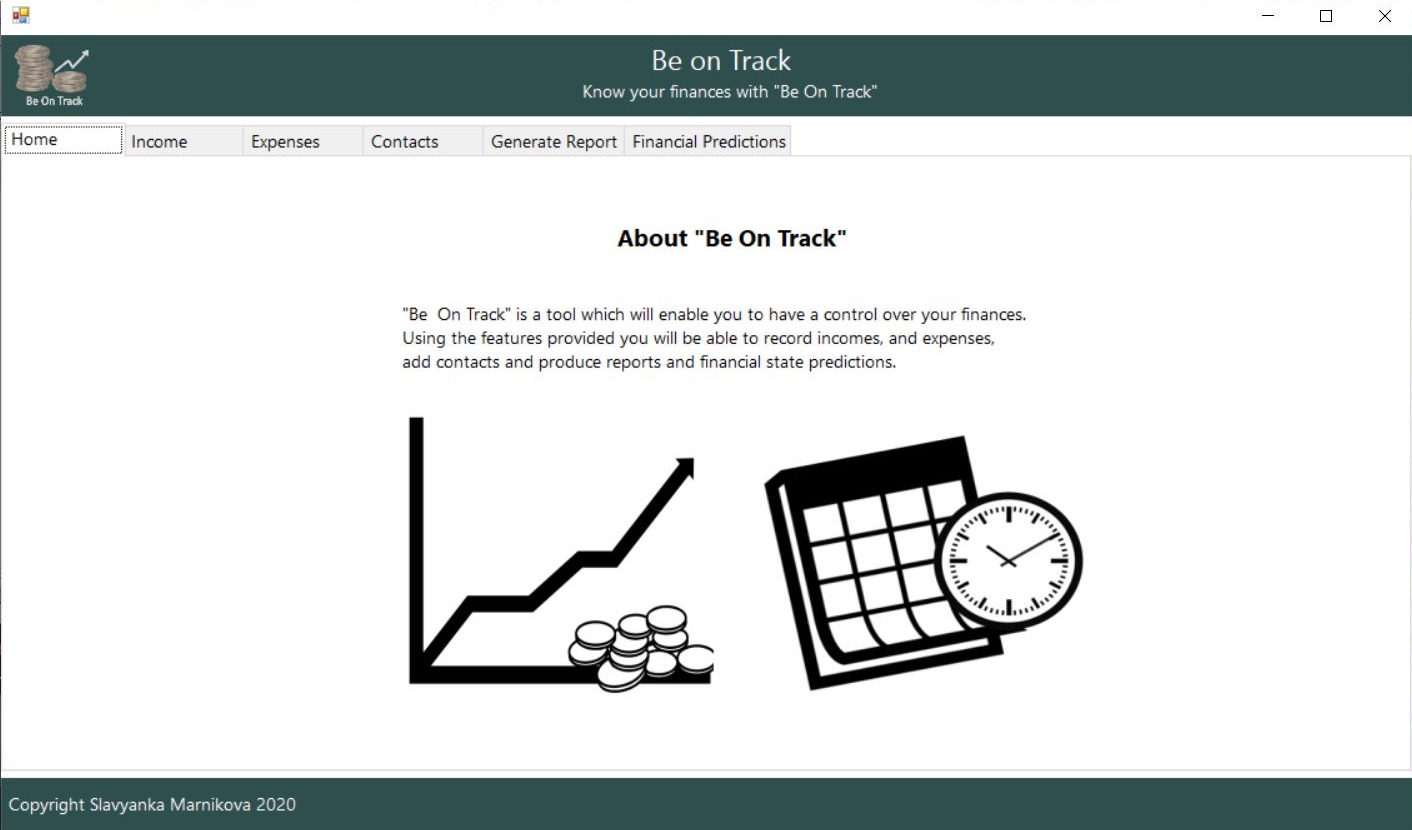 Be On Track
Be on Track
Know your finances with "Be On Track"
Home
Income
Expenses
Contacts
Generate Report
Financial Predictions
About "Be On Track"
"Be  On Track" is a tool which will enable you to have a control over your finances.
Using the features provided you will be able to record incomes, and expenses,
add contacts and produce reports and financial state predictions.
Copyright Slavyanka Marnikova 2020